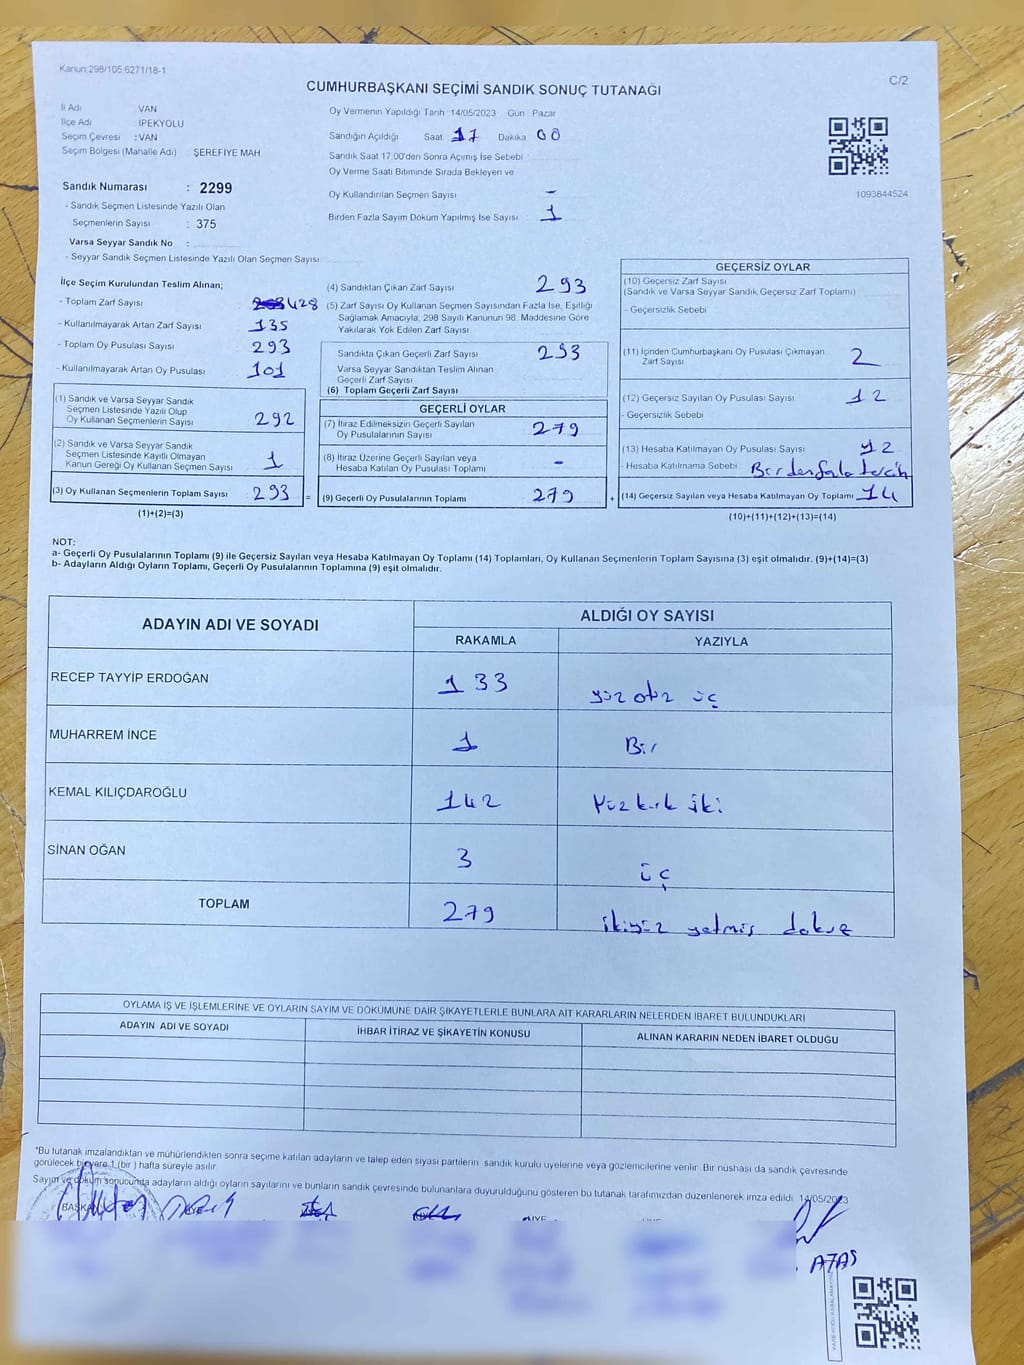 Kanun:298/105,6271/18-1
C/2
CUMHURBAŞKANI SEÇİMİ SANDIK SONUÇ TUTANAĞI
İl Adı : VAN
İlçe Adı : İPEKYOLU
Seçim Çevresi : VAN
Seçim Bölgesi (Mahalle Adı) : ŞEREFİYE MAH
Sandık Numarası : 2299
- Sandık Seçmen Listesinde Yazılı Olan
Seçmenlerin Sayısı : 375
Varsa Seyyar Sandık No :
- Seyyar Sandık Seçmen Listesinde Yazılı Olan Seçmen Sayısı
Oy Vermenin Yapıldığı Tarih 14/05/2023 Gün : Pazar
Sandığın Açıldığı Saat 17 Dakika 00
Sandık Saat 17.00'den Sonra Açımış İse Sebebi
Oy Verme Saati Bitiminde Sırada Bekleyen ve
Oy Kullandırılan Seçmen Sayısı -
Birden Fazla Sayım Döküm Yapılmış İse Sayısı 1
1093844524
İlçe Seçim Kurulundan Teslim Alınan;
- Toplam Zarf Sayısı 428
- Kullanılmayarak Artan Zarf Sayısı 135
- Toplam Oy Pusulası Sayısı 293
- Kullanılmayarak Artan Oy Pusulası 101
(1) Sandık ve Varsa Seyyar Sandık
Seçmen Listesinde Yazılı Olup
Oy Kullanan Seçmenlerin Sayısı 292
(2) Sandık ve Varsa Seyyar Sandık
Seçmen Listesinde Kayıtlı Olmayan
Kanun Gereği Oy Kullanan Seçmen Sayısı 1
(3) Oy Kullanan Seçmenlerin Toplam Sayısı 293 =
(1)+(2)=(3)
(4) Sandıktan Çıkan Zarf Sayısı 293
(5) Zarf Sayısı Oy Kullanan Seçmen Sayısından Fazla İse, Eşitliği
Sağlamak Amacıyla, 298 Sayılı Kanunun 98. Maddesine Göre
Yakılarak Yok Edilen Zarf Sayısı
Sandıkta Çıkan Geçerli Zarf Sayısı 293
Varsa Seyyar Sandıktan Teslim Alınan
Geçerli Zarf Sayısı
(6) Toplam Geçerli Zarf Sayısı
GEÇERLİ OYLAR
(7) İtiraz Edilmeksizin Geçerli Sayılan
Oy Pusulalarının Sayısı 279
(8) İtiraz Üzerine Geçerli Sayılan veya
Hesaba Katılan Oy Pusulası Toplamı -
(9) Geçerli Oy Pusulalarının Toplamı 279 +
GEÇERSİZ OYLAR
(10) Geçersiz Zarf Sayısı
(Sandık ve Varsa Seyyar Sandık Geçersiz Zarf Toplamı)
- Geçersizlik Sebebi
(11) İçinden Cumhurbaşkanı Oy Pusulası Çıkmayan
Zarf Sayısı 2
(12) Geçersiz Sayılan Oy Pusulası Sayısı 12
- Geçersizlik Sebebi
(13) Hesaba Katılmayan Oy Pusulası Sayısı 12
- Hesaba Katılmama Sebebi Birden fala tercih
(14) Geçersiz Sayılan veya Hesaba Katılmayan Oy Toplamı 14
(10)+(11)+(12)+(13)=(14)
NOT:
a- Geçerli Oy Pusulalarının Toplamı (9) ile Geçersiz Sayılan veya Hesaba Katılmayan Oy Toplamı (14) Toplamları, Oy Kullanan Seçmenlerin Toplam Sayısına (3) eşit olmalıdır. (9)+(14)=(3)
b- Adayların Aldığı Oyların Toplamı, Geçerli Oy Pusulalarının Toplamına (9) eşit olmalıdır.
ADAYIN ADI VE SOYADI
ALDIĞI OY SAYISI
RAKAMLA YAZIYLA
RECEP TAYYİP ERDOĞAN 133 yüz otuz üç
MUHARREM İNCE 1 Bir
KEMAL KILIÇDAROĞLU 142 Yüz kırk iki
SİNAN OĞAN 3 üç
TOPLAM 279 ikiyüz yetmiş dokuz
OYLAMA İŞ VE İŞLEMLERİNE VE OYLARIN SAYIM VE DÖKÜMÜNE DAİR ŞİKAYETLERLE BUNLARA AİT KARARLARIN NELERDEN İBARET BULUNDUKLARI
ADAYIN ADI VE SOYADI İHBAR İTİRAZ VE ŞİKAYETİN KONUSU ALINAN KARARIN NEDEN İBARET OLDUĞU
"Bu tutanak imzalandıktan ve mühürlendikten sonra seçime katılan adayların ve talep eden siyasi partilerin sandık kurulu üyelerine veya gözlemcilerine verilir. Bir nüshası da sandık çevresinde
görülecek bir yere 1 (bir ) hafta süreyle asılır.
Sayım ve döküm sonucunda adayların aldığı oyların sayılarını ve bunların sandık çevresinde bulunanlara duyurulduğunu gösteren bu tutanak tarafımızdan düzenlenerek imza edildi. 14/05/2023
BAŞKAN
ATAŞ